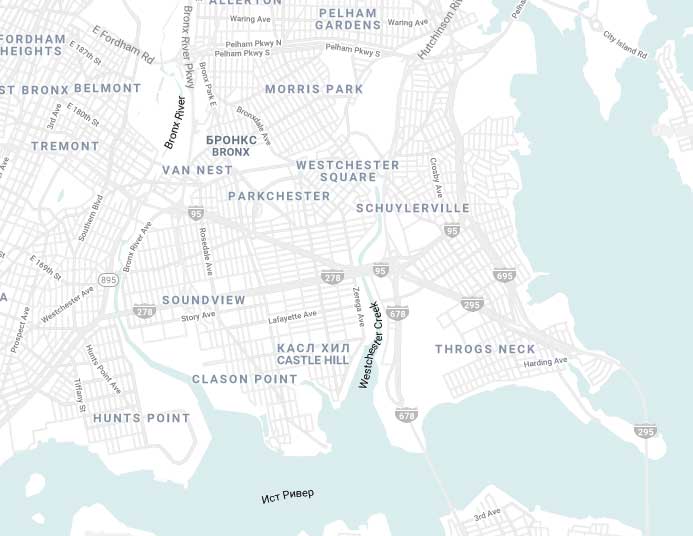 ALLERTON
Waring Ave
PELHAM
GARDENS
Waring Ave
Hutchinson Riv
City Island Rd
FORDHAM
HEIGHTS
E 187th St
E Fordham Rd
Bronx River Pkwy
Pelham Pkwy N
Pelham Pkwy S
Pelham Pkwy S
ST BRONX
BELMONT
Bronx Park E
MORRIS PARK
3rd Ave
E 180th St
Bronx River
Bronxdale Ave
TREMONT
БРОНКС
BRONX
VAN NEST
WESTCHESTER
SQUARE
Crosby Ave
PARKCHESTER
SCHUYLERVILLE
Southern Blvd
95
Rosedale Ave
95
Bronx River Ave
E 169th St
895
278
95
695
Westchester Ave
SOUNDVIEW
278
Story Ave
Lafayette Ave
Zerega Ave
678
295
Prospect Ave
Westchester Creek
КАСЛ ХИЛ
CASTLE HILL
THROGS NECK
Harding Ave
Hunts Point Ave
Tiffany St
CLASON POINT
HUNTS POINT
678
295
Ист Ривер
3rd Ave